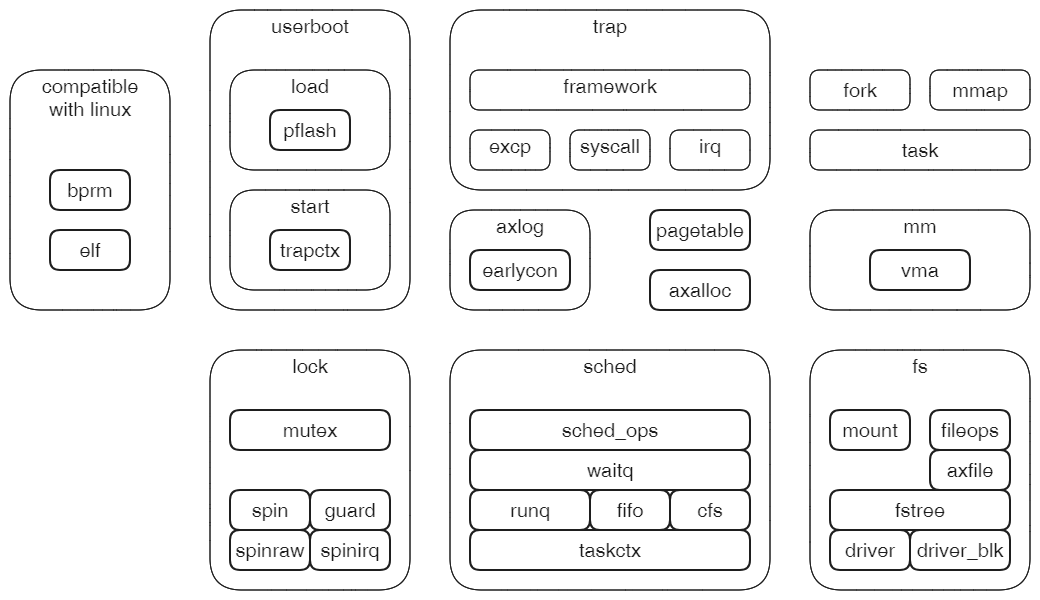 compatible
with linux
bprm
elf
userboot
load
pflash
start
trapctx
trap
framework
excp
syscall
irq
axlog
earlycon
pagetable
axalloc
fork
mmap
task
mm
vma
lock
mutex
spin
guard
spinraw
spinirq
sched
sched_ops
waitq
runq
fifo
cfs
taskctx
fs
mount
fileops
axfile
fstree
driver
driver_blk